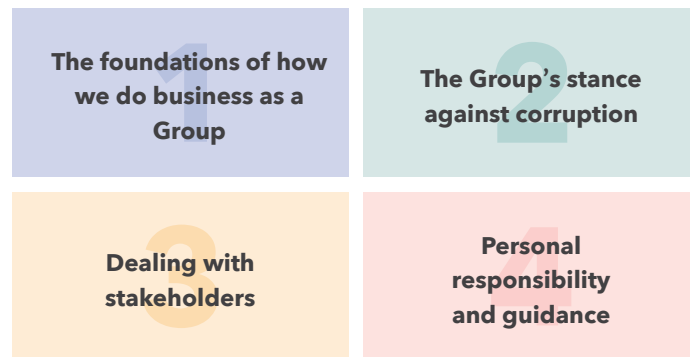 1
The foundations of how
we do business as a
Group
2
The Group’s stance
against corruption
3
Dealing with
stakeholders
4
Personal
responsibility
and guidance